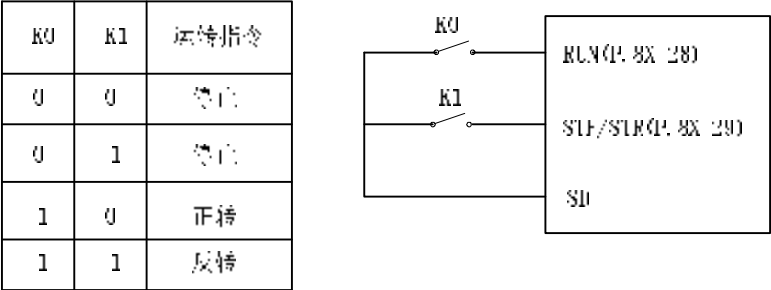 K0 K1 运转指令
0 0 停止
0 1 停止
1 0 正转
1 1 反转
K0
RUN(P.8X=28)
K1
STF/STR(P.8X=29)
SD